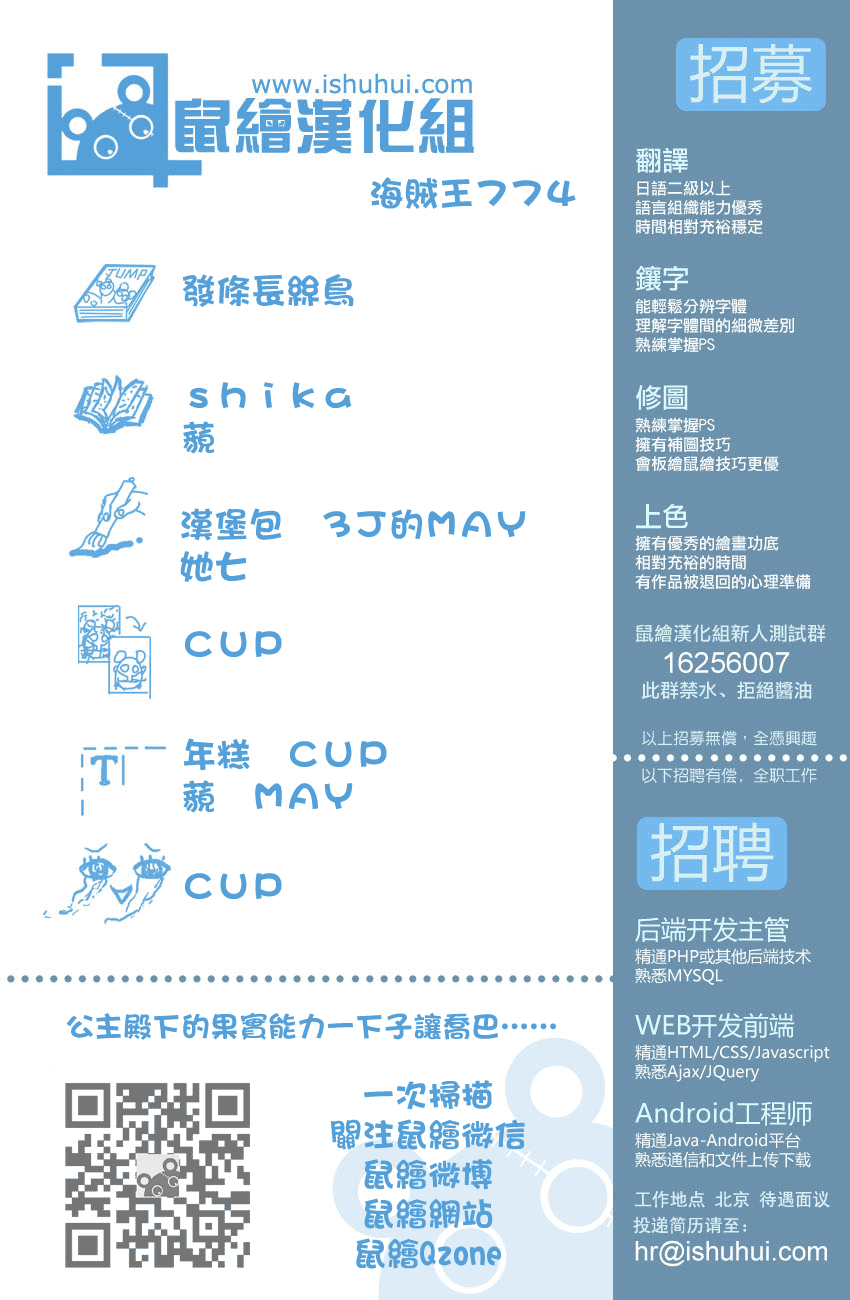 www.ishuhui.com
鼠繪漢化組
海賊王774
JUMP
發條長綜鳥
shika
蘋
漢堡包 3J的MAY
她七
CUP
T
年糕 CUP
蘋 MAY
CUP
公主殿下的果實能力一下子讓喬巴……
一次掃描
關注鼠繪微信
鼠繪微博
鼠繪網站
鼠繪Qzone
招募
翻譯
日語二級以上
語言組織能力優秀
時間相對充裕穩定
鑲字
能輕鬆分辨字體
理解字體間的細微差別
熟練掌握PS
修圖
熟練掌握PS
擁有補圖技巧
會板繪鼠繪技巧更優
上色
擁有優秀的繪畫功底
相對充裕的時間
有作品被退回的心理準備
鼠繪漢化組新人測試群
16256007
此群禁水、拒絕醬油
以上招募無償，全憑興趣
以下招聘有偿，全职工作
招聘
后端开发主管
精通PHP或其他后端技术
熟悉MYSQL
WEB开发前端
精通HTML/CSS/Javascript
熟悉Ajax/JQuery
Android工程师
精通Java-Android平台
熟悉通信和文件上传下载
工作地点 北京 待遇面议
投递简历请至：
hr@ishuhui.com